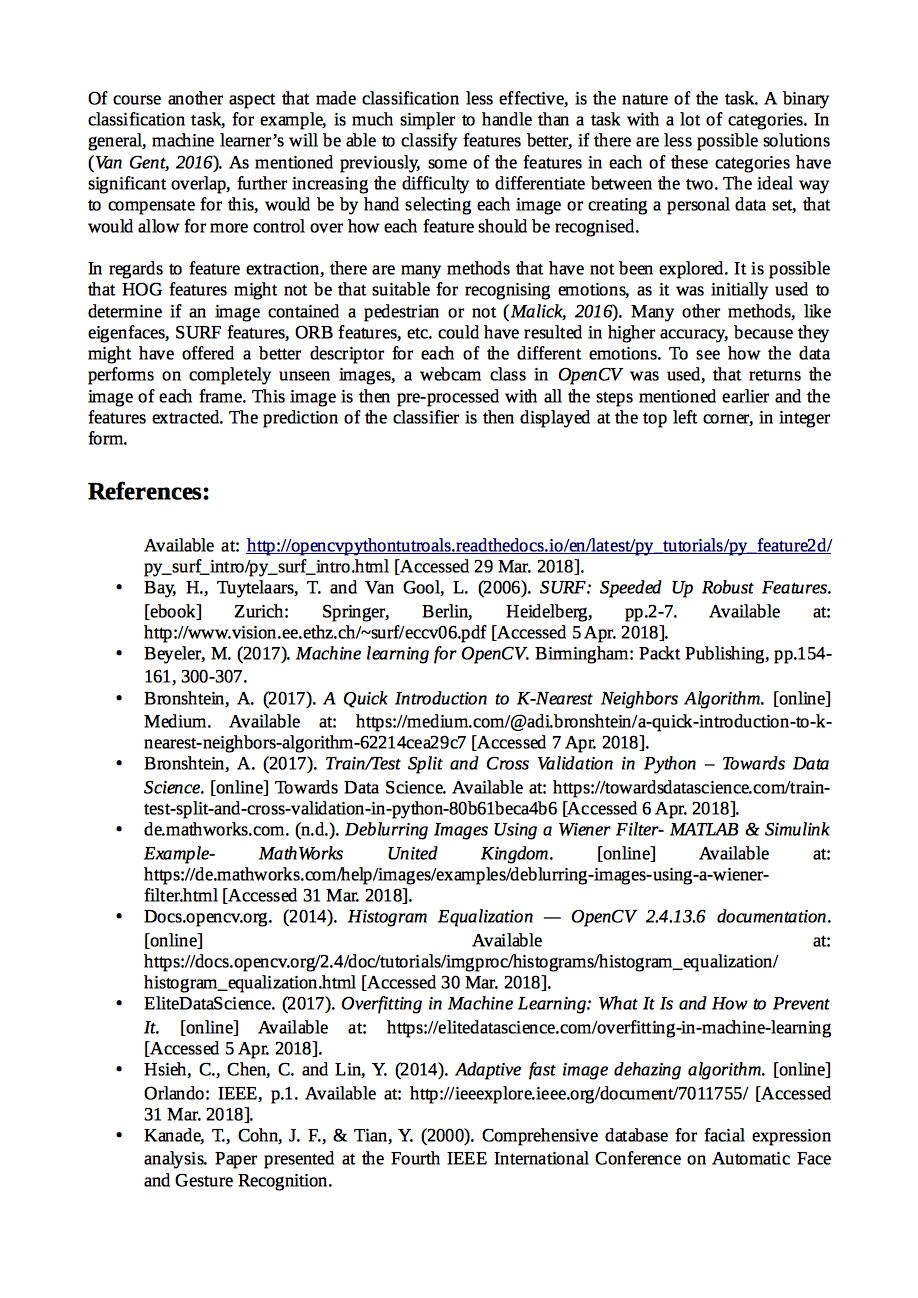 Of course another aspect that made classification less effective, is the nature of the task. A binary
classification task, for example, is much simpler to handle than a task with a lot of categories. In
general, machine learner's will be able to classify features better, if there are less possible solutions
(Van Gent, 2016). As mentioned previously, some of the features in each of these categories have
significant overlap, further increasing the difficulty to differentiate between the two. The ideal way
to compensate for this, would be by hand selecting each image or creating a personal data set, that
would allow for more control over how each feature should be recognised.
In regards to feature extraction, there are many methods that have not been explored. It is possible
that HOG features might not be that suitable for recognising emotions, as it was initially used to
determine if an image contained a pedestrian or not (Malick, 2016). Many other methods, like
eigenfaces, SURF features, ORB features, etc. could have resulted in higher accuracy, because they
might have offered a better descriptor for each of the different emotions. To see how the data
performs on completely unseen images, a webcam class in OpenCV was used, that returns the
image of each frame. This image is then pre-processed with all the steps mentioned earlier and the
features extracted. The prediction of the classifier is then displayed at the top left corner, in integer
form.
References:
Available at: http://opencvpythontutroals.readthedocs.io/en/latest/py_tutorials/py_feature2d/
py_surf_intro/py_surf_intro.html [Accessed 29 Mar. 2018].
• Bay, H., Tuytelaars, T. and Van Gool, L. (2006). SURF: Speeded Up Robust Features.
[ebook] Zurich: Springer, Berlin, Heidelberg, pp.2-7. Available at:
http://www.vision.ee.ethz.ch/~surf/eccv06.pdf [Accessed 5 Apr. 2018].
• Beyeler, M. (2017). Machine learning for OpenCV. Birmingham: Packt Publishing, pp.154-
161, 300-307.
• Bronshtein, A. (2017). A Quick Introduction to K-Nearest Neighbors Algorithm. [online]
Medium. Available at: https://medium.com/@adi.bronshtein/a-quick-introduction-to-k-
nearest-neighbors-algorithm-62214cea29c7 [Accessed 7 Apr. 2018].
• Bronshtein, A. (2017). Train/Test Split and Cross Validation in Python – Towards Data
Science. [online] Towards Data Science. Available at: https://towardsdatascience.com/train-
test-split-and-cross-validation-in-python-80b61beca4b6 [Accessed 6 Apr. 2018].
• de.mathworks.com. (n.d.). Deblurring Images Using a Wiener Filter- MATLAB & Simulink
Example- MathWorks United Kingdom. [online] Available at:
https://de.mathworks.com/help/images/examples/deblurring-images-using-a-wiener-
filter.html [Accessed 31 Mar. 2018].
• Docs.opencv.org. (2014). Histogram Equalization — OpenCV 2.4.13.6 documentation.
[online] Available at:
https://docs.opencv.org/2.4/doc/tutorials/imgproc/histograms/histogram_equalization/
histogram_equalization.html [Accessed 30 Mar. 2018].
• EliteDataScience. (2017). Overfitting in Machine Learning: What It Is and How to Prevent
It. [online] Available at: https://elitedatascience.com/overfitting-in-machine-learning
[Accessed 5 Apr. 2018].
• Hsieh, C., Chen, C. and Lin, Y. (2014). Adaptive fast image dehazing algorithm. [online]
Orlando: IEEE, p.1. Available at: http://ieeexplore.ieee.org/document/7011755/ [Accessed
31 Mar. 2018].
• Kanade, T., Cohn, J. F., & Tian, Y. (2000). Comprehensive database for facial expression
analysis. Paper presented at the Fourth IEEE International Conference on Automatic Face
and Gesture Recognition.